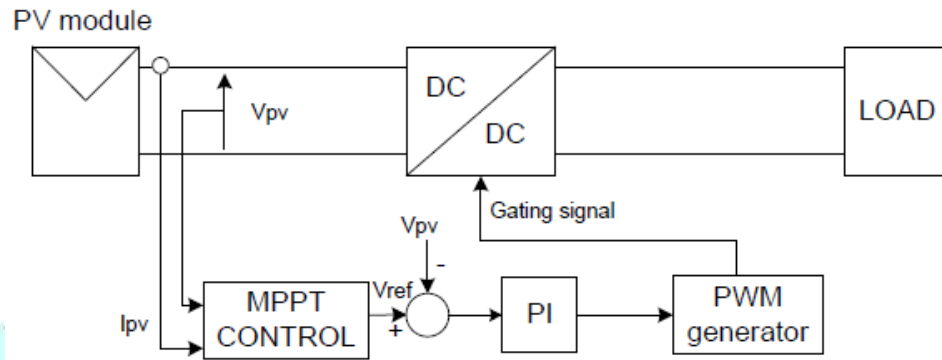 PV module
Vpv
DC
DC
LOAD
Gating signal
Vpv
-
Vref
+
Ipv
MPPT
CONTROL
PI
PWM
generator